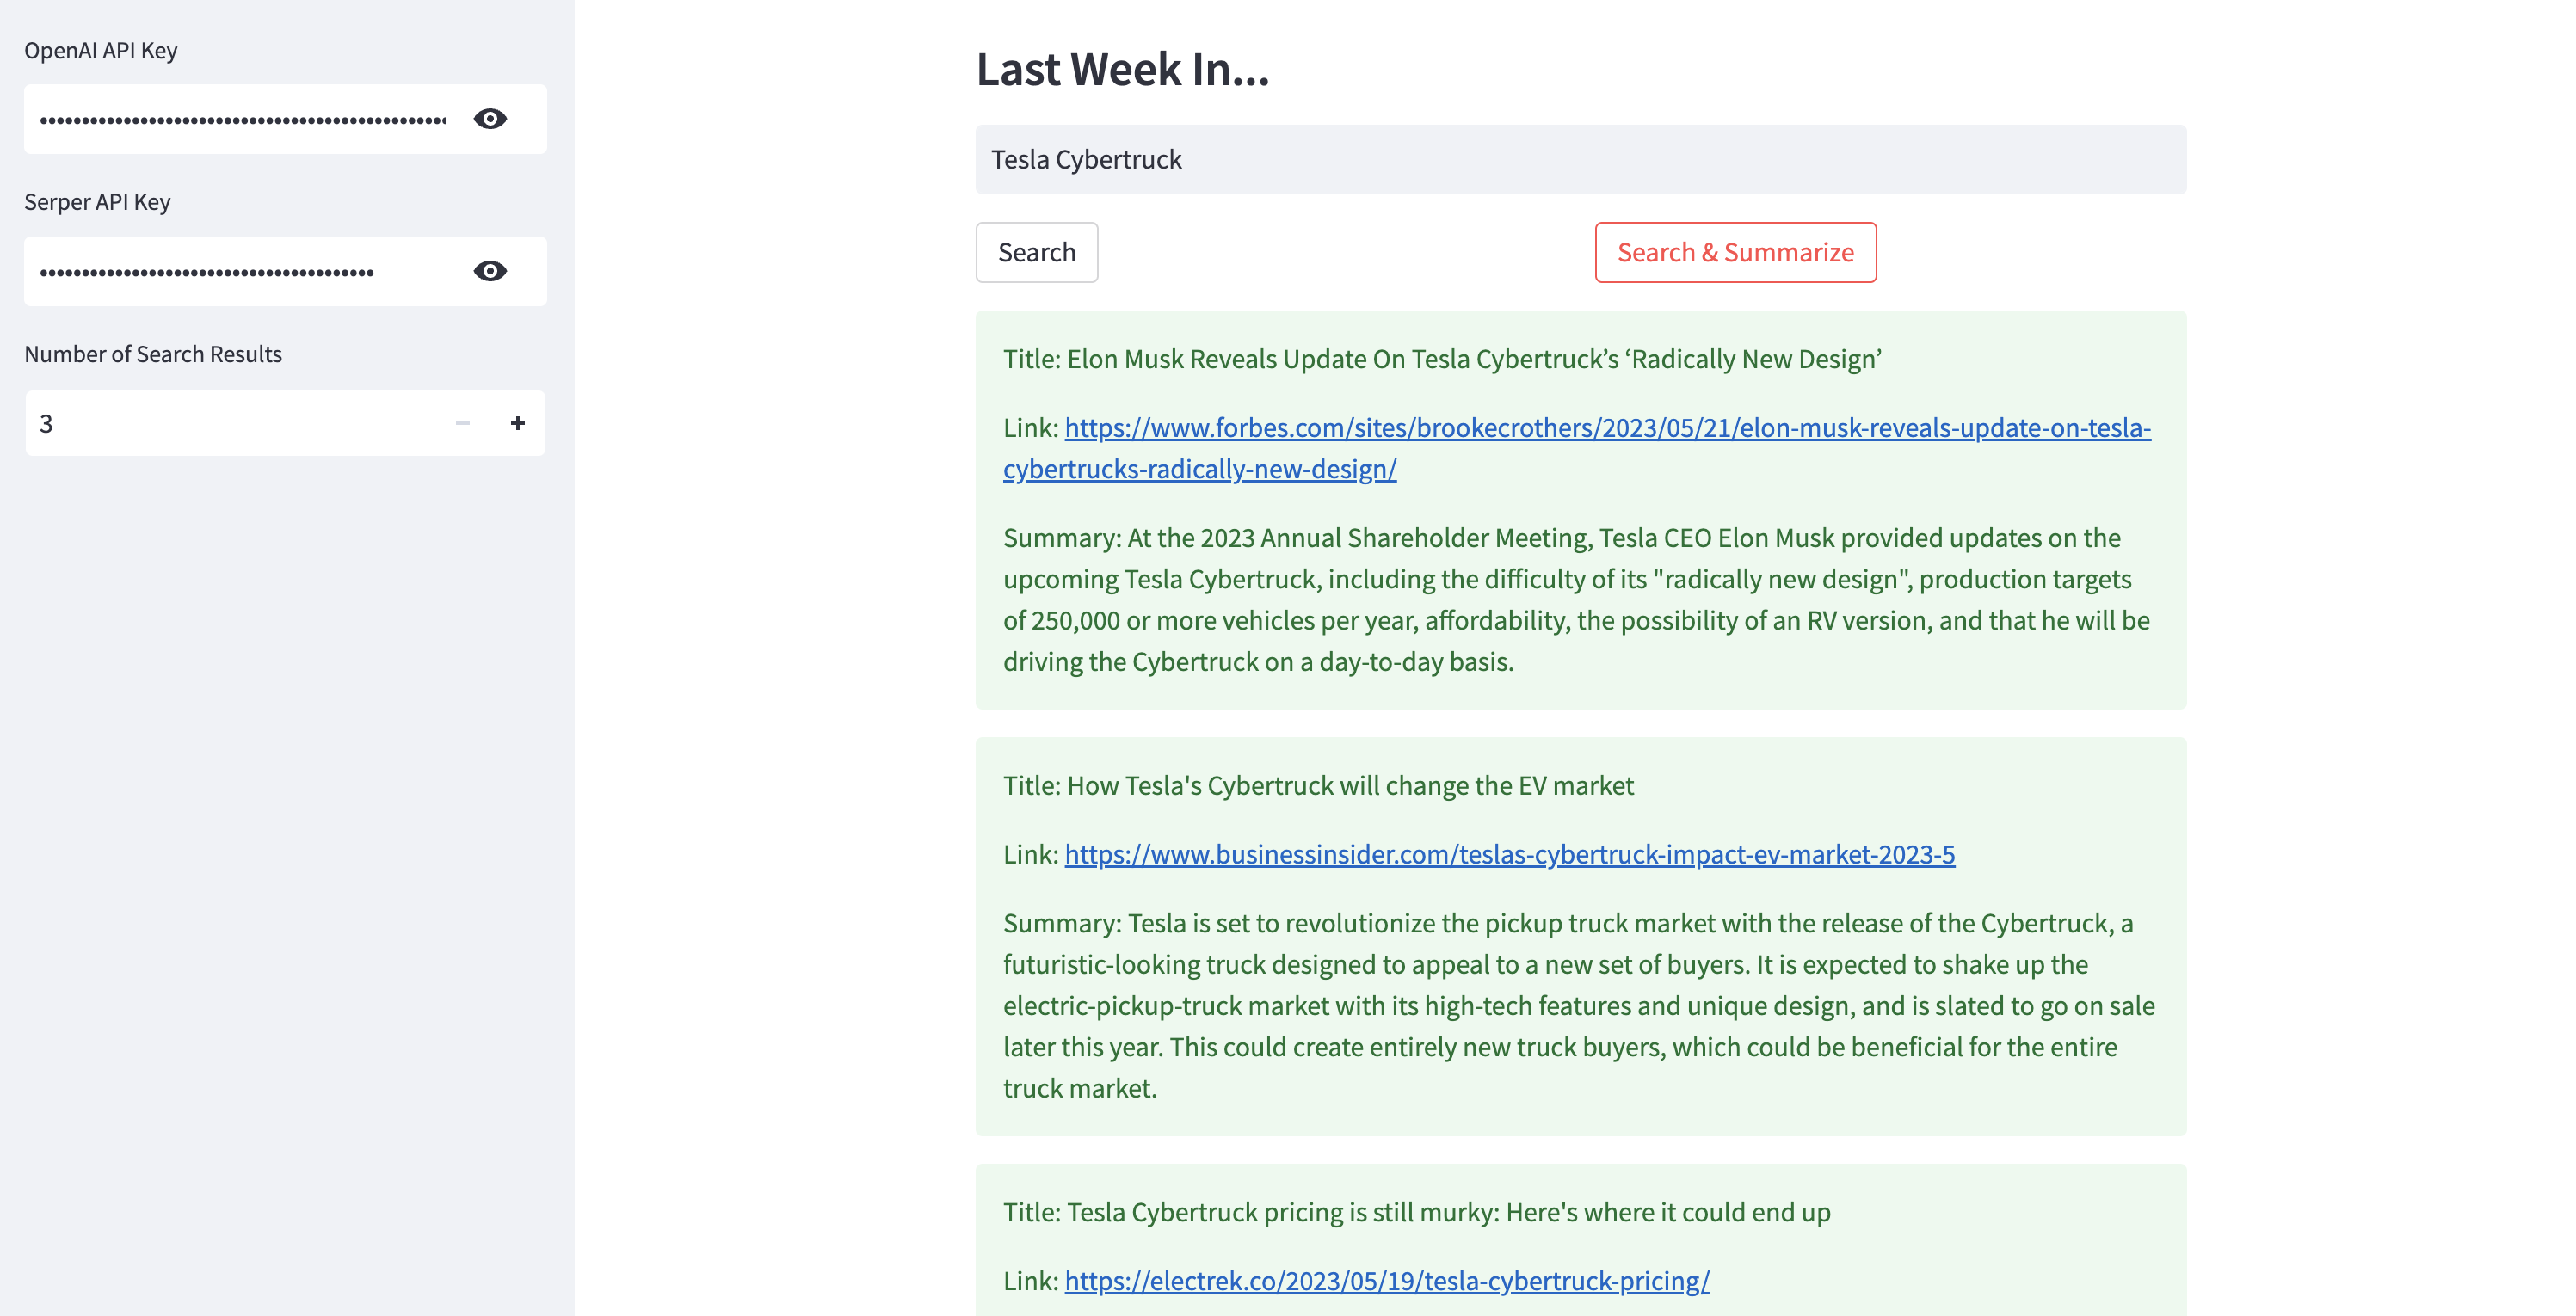 OpenAI API Key
••••••••••••••••••••••••••••••••••••••••••••••••
Serper API Key
••••••••••••••••••••••••••••••••••••••••
Number of Search Results
3
Last Week In...
Tesla Cybertruck
Search
Search & Summarize
Title: Elon Musk Reveals Update On Tesla Cybertruck’s ‘Radically New Design’
Link: https://www.forbes.com/sites/brookecrothers/2023/05/21/elon-musk-reveals-update-on-tesla-
cybertrucks-radically-new-design/
Summary: At the 2023 Annual Shareholder Meeting, Tesla CEO Elon Musk provided updates on the
upcoming Tesla Cybertruck, including the difficulty of its "radically new design", production targets
of 250,000 or more vehicles per year, affordability, the possibility of an RV version, and that he will be
driving the Cybertruck on a day-to-day basis.
Title: How Tesla's Cybertruck will change the EV market
Link: https://www.businessinsider.com/teslas-cybertruck-impact-ev-market-2023-5
Summary: Tesla is set to revolutionize the pickup truck market with the release of the Cybertruck, a
futuristic-looking truck designed to appeal to a new set of buyers. It is expected to shake up the
electric-pickup-truck market with its high-tech features and unique design, and is slated to go on sale
later this year. This could create entirely new truck buyers, which could be beneficial for the entire
truck market.
Title: Tesla Cybertruck pricing is still murky: Here's where it could end up
Link: https://electrek.co/2023/05/19/tesla-cybertruck-pricing/